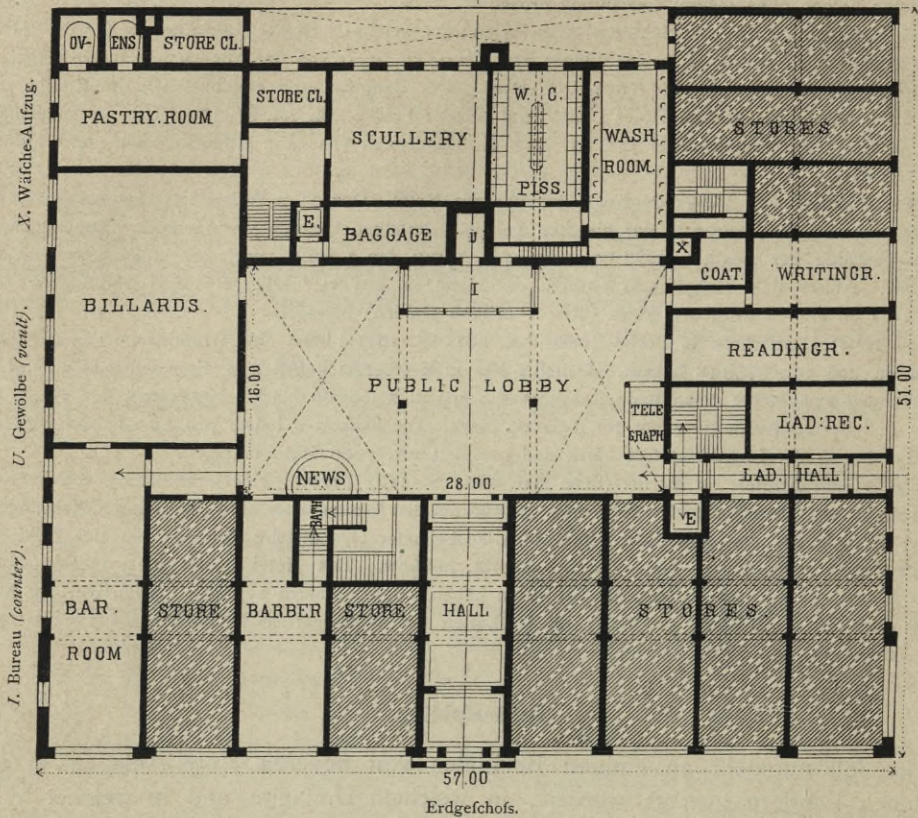 OV-
ENS
STORE CL.
PASTRY.ROOM
STORE CL.
SCULLERY
W. C.
PISS.
WASH
ROOM.
STORES
E.
BAGGAGE
U
X
COAT.
WRITINGR.
BILLARDS.
I
READINGR.
16.00
PUBLIC LOBBY.
TELE
GRAPH
LAD:REC.
51.00
NEWS
28.00
LAD. HALL
BATH
E
BAR.
ROOM
STORE
BARBER
STORE
HALL
STORES.
57.00
Erdgeſchoſs.
X. Wäſche-Aufzug.
U. Gewölbe (vault).
I. Bureau (counter).